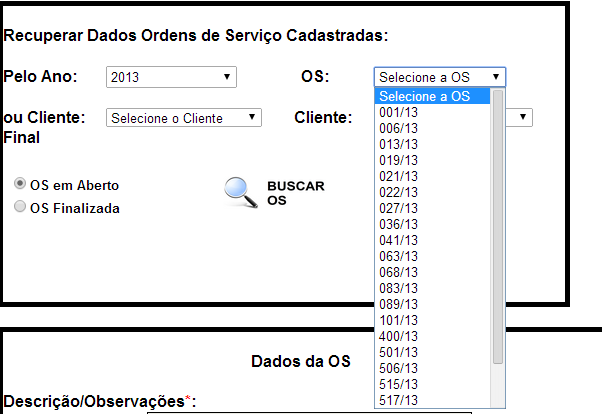 Recuperar Dados Ordens de Serviço Cadastradas:
Pelo Ano: 2013 OS: Selecione a OS
Selecione a OS
001/13
006/13
013/13
019/13
021/13
022/13
027/13
036/13
041/13
063/13
068/13
083/13
089/13
101/13
400/13
501/13
506/13
515/13
517/13
ou Cliente: Selecione o Cliente Cliente:
Final
OS em Aberto
OS Finalizada
BUSCAR
OS
Dados da OS
Descrição/Observações*: